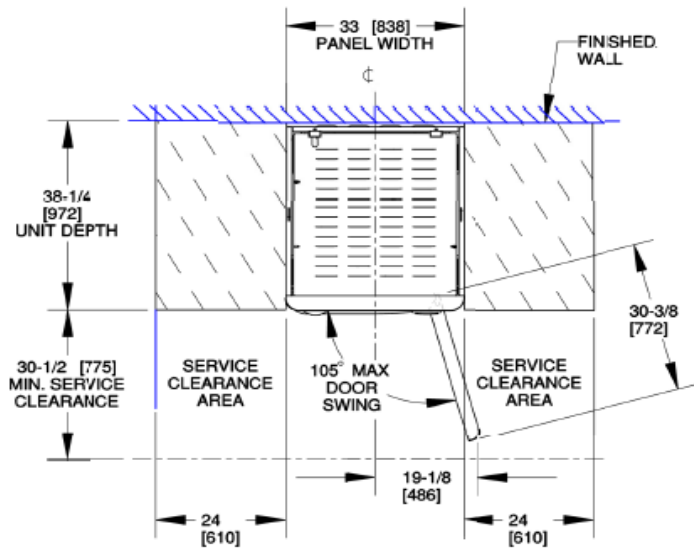 33 [838]
PANEL WIDTH
℄
FINISHED
WALL
38-1/4
[972]
UNIT DEPTH
30-3/8
[772]
30-1/2 [775]
MIN. SERVICE
CLEARANCE
SERVICE
CLEARANCE
AREA
105° MAX
DOOR
SWING
SERVICE
CLEARANCE
AREA
19-1/8
[486]
24
[610]
24
[610]